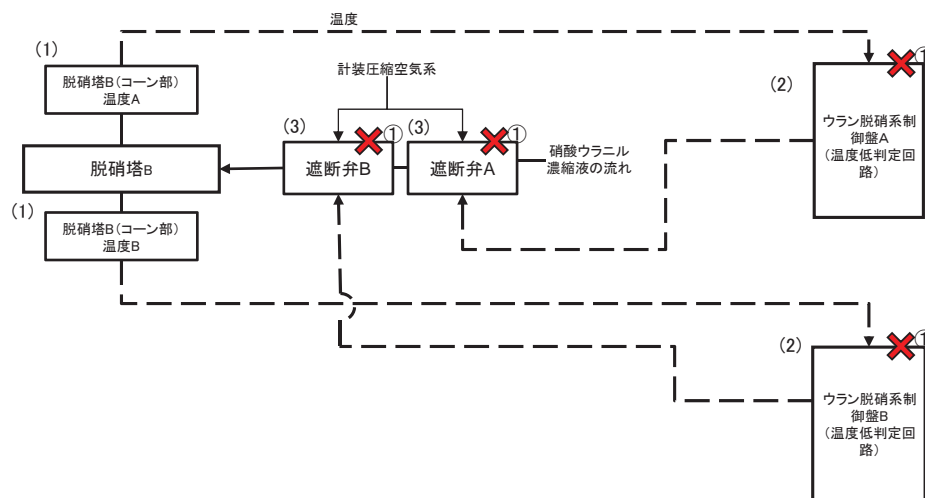 温度
(1)
脱硝塔B(コーン部)
温度A
計装圧縮空気系
(2)
①
ウラン脱硝系制
御盤A
(温度低判定回
路)
(3)
①
(3)
①
脱硝塔B
遮断弁B
遮断弁A
硝酸ウラニル
濃縮液の流れ
(1)
脱硝塔B(コーン部)
温度B
(2)
①
ウラン脱硝系制
御盤B
(温度低判定回
路)